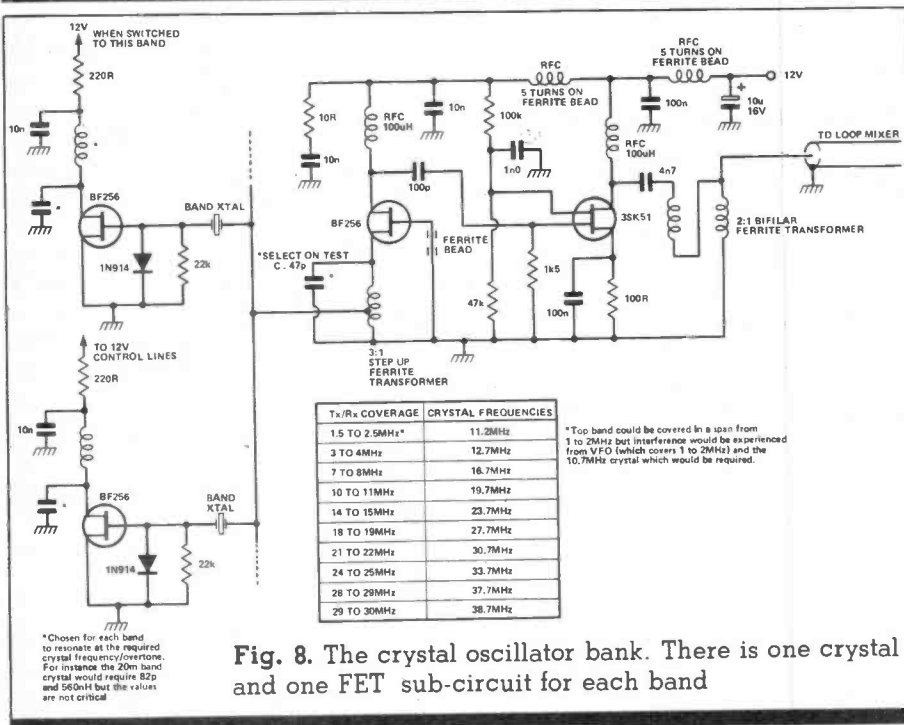 12V
WHEN SWITCHED
TO THIS BAND
220R
10n
*
BF256
BAND XTAL
1N914
22k
TO 12V
CONTROL LINES
220R
10n
*
BF256
BAND
XTAL
1N914
22k
*Chosen for each band
to resonate at the required
crystal frequency/overtone.
For instance the 20m band
crystal would require 82p
and 560nH but the values
are not critical
10R
10n
RFC
100uH
10n
100p
BF256
FERRITE
BEAD
*SELECT ON TEST
C. 47p
*
3:1
STEP UP
FERRITE
TRANSFORMER
RFC
5 TURNS ON
FERRITE BEAD
100k
1n0
47k
1k5
RFC
100uH
3SK51
100n
100R
4n7
RFC
5 TURNS ON
FERRITE BEAD
100n
+
10u
16V
12V
TD LOOP MIXER
2:1 BIFILAR
FERRITE TRANSFORMER
Tx/Rx COVERAGE CRYSTAL FREQUENCIES
1.5 TO 2.5MHz* 11.2MHz
3 TO 4MHz 12.7MHz
7 TO 8MHz 16.7MHz
10 TO 11MHz 19.7MHz
14 TO 15MHz 23.7MHz
18 TO 19MHz 27.7MHz
21 TO 22MHz 30.7MHz
24 TO 25MHz 33.7MHz
28 TO 29MHz 37.7MHz
29 TO 30MHz 38.7MHz
*Top band could be covered in a span from
1 to 2MHz but interference would be experienced
from VFO (which covers 1 to 2MHz) and the
10.7MHz crystal which would be required.
Fig. 8. The crystal oscillator bank. There is one crystal
and one FET sub-circuit for each band